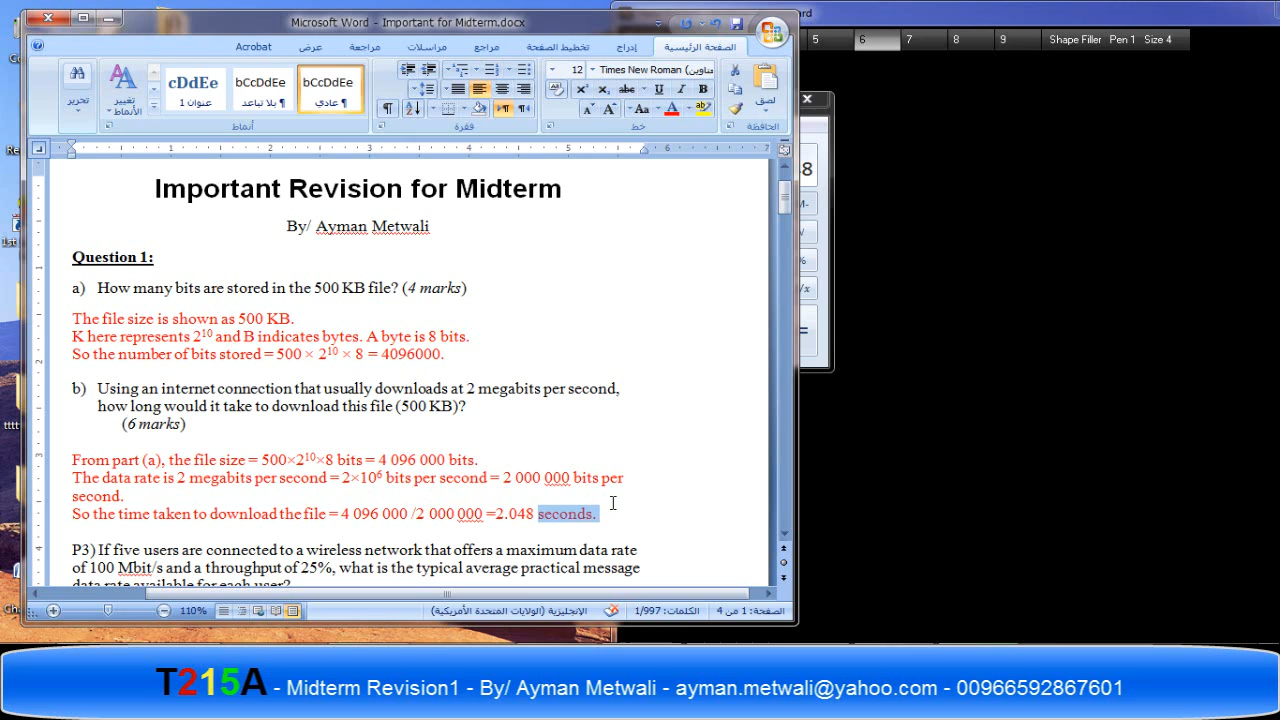 Microsoft Word – Important for Midterm.docx
5 6 7 8 9 Shape Filler Pen 1 Size 4
الصفحة الرئيسية إدراج تخطيط الصفحة مراجع مراسلات مراجعة عرض Acrobat
لصق
الحافظة
Times New Roman 12
خط
فقرة
bCcDdEe
¶ عادي
bCcDdEe
¶ بلا تباعد
cDdEe
عنوان 1
تغيير الأنماط
أنماط
تحرير
Important Revision for Midterm
By/ Ayman Metwali
Question 1:
a) How many bits are stored in the 500 KB file? (4 marks)
The file size is shown as 500 KB.
K here represents 2¹⁰ and B indicates bytes. A byte is 8 bits.
So the number of bits stored = 500 × 2¹⁰ × 8 = 4096000.
b) Using an internet connection that usually downloads at 2 megabits per second,
how long would it take to download this file (500 KB)?
(6 marks)
From part (a), the file size = 500×2¹⁰×8 bits = 4 096 000 bits.
The data rate is 2 megabits per second = 2×10⁶ bits per second = 2 000 000 bits per
second.
So the time taken to download the file = 4 096 000 /2 000 000 =2.048 seconds.
P3) If five users are connected to a wireless network that offers a maximum data rate
of 100 Mbit/s and a throughput of 25%, what is the typical average practical message
data rate available for each user?
الصفحة: 1 من 4 الكلمات: 1/997 الإنجليزية (الولايات المتحدة الأمريكية) 110%
T215A - Midterm Revision1 - By/ Ayman Metwali - ayman.metwali@yahoo.com - 00966592867601